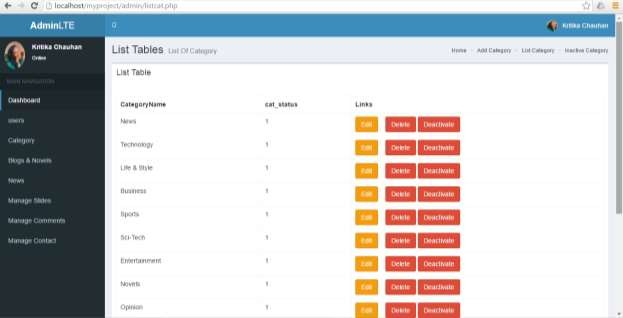 localhost/myproject/admin/listcat.php
AdminLTE
Kritika Chauhan
Kritika Chauhan
Online
MAIN NAVIGATION
Dashboard
users
Category
Blogs & Novels
News
Manage Slides
Manage Comments
Manage Contact
List Tables List Of Category
Home - Add Category - List Category - Inactive Category
List Table
CategoryName cat_status Links
News 1 Edit Delete Deactivate
Technology 1 Edit Delete Deactivate
Life & Style 1 Edit Delete Deactivate
Business 1 Edit Delete Deactivate
Sports 1 Edit Delete Deactivate
Sci-Tech 1 Edit Delete Deactivate
Entertainment 1 Edit Delete Deactivate
Novels 1 Edit Delete Deactivate
Opinion 1 Edit Delete Deactivate